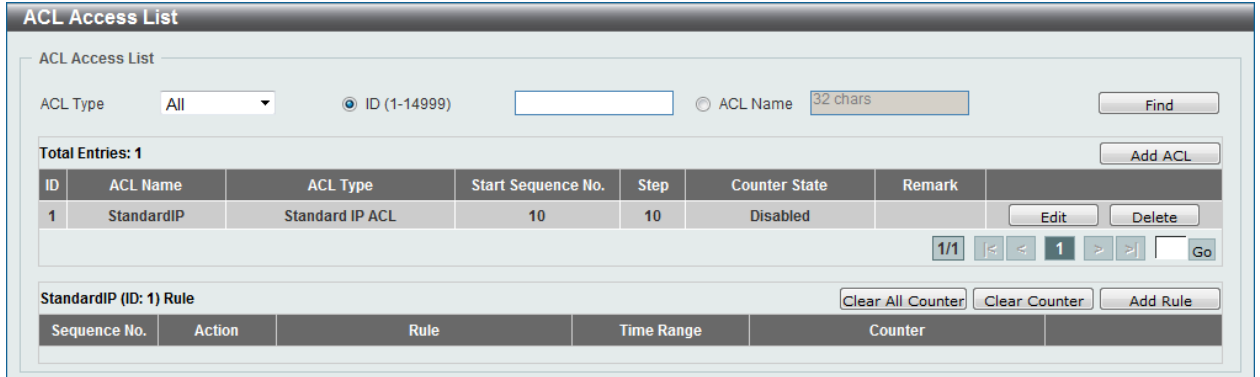 ACL Access List
ACL Access List
ACL Type All ID (1-14999) ACL Name 32 chars Find
Total Entries: 1 Add ACL
ID ACL Name ACL Type Start Sequence No. Step Counter State Remark
1 StandardIP Standard IP ACL 10 10 Disabled Edit Delete
1/1 |< < 1 > >| Go
StandardIP (ID: 1) Rule Clear All Counter Clear Counter Add Rule
Sequence No. Action Rule Time Range Counter